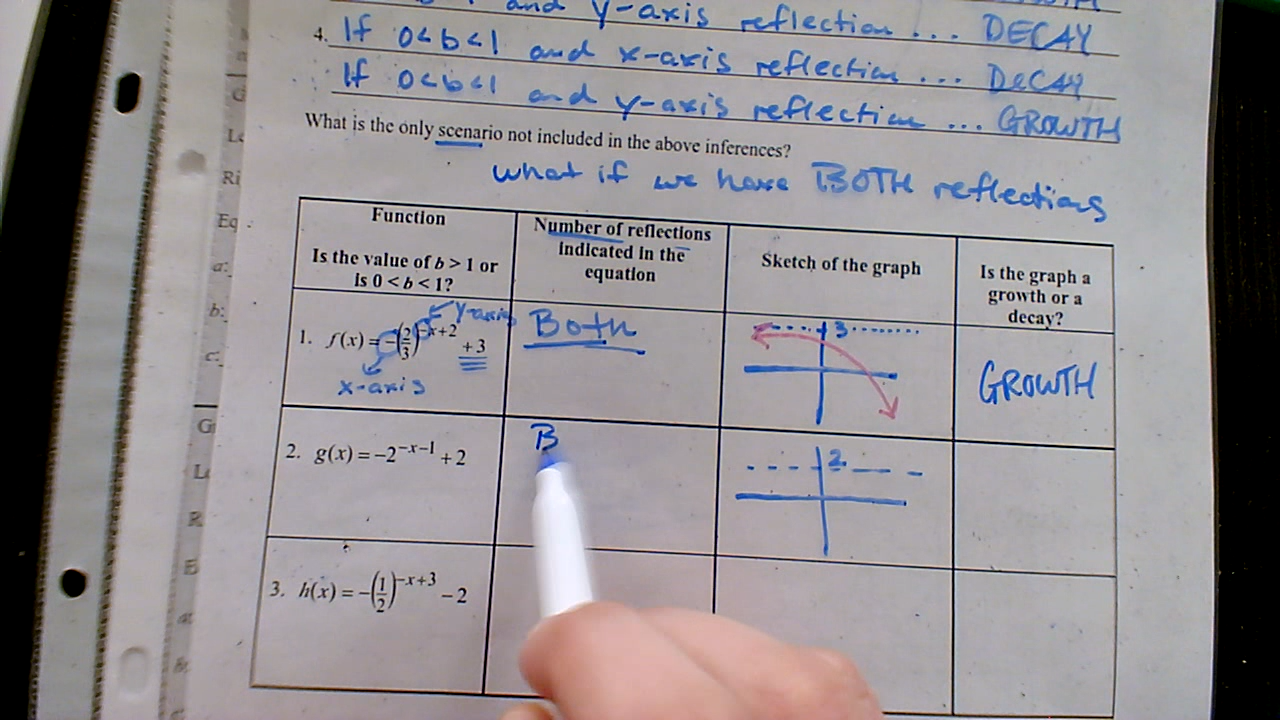 and y-axis reflection ... DECAY
4. If 0<b<1 and x-axis reflection ... DECAY
If 0<b<1 and y-axis reflection ... GROWTH
What is the only scenario not included in the above inferences?
what if we have BOTH reflections
Function
Is the value of b > 1 or
is 0 < b < 1?
Number of reflections
indicated in the
equation
Sketch of the graph
Is the graph a
growth or a
decay?
1. f(x) = -(2/3)^{-x+2} + 3
y-axis
x-axis
Both
3
GROWTH
2. g(x) = -2^{-x-1} + 2
B
2
3. h(x) = -(1/2)^{-x+3} - 2
Ri
Eq
a:
b:
c:
G
R